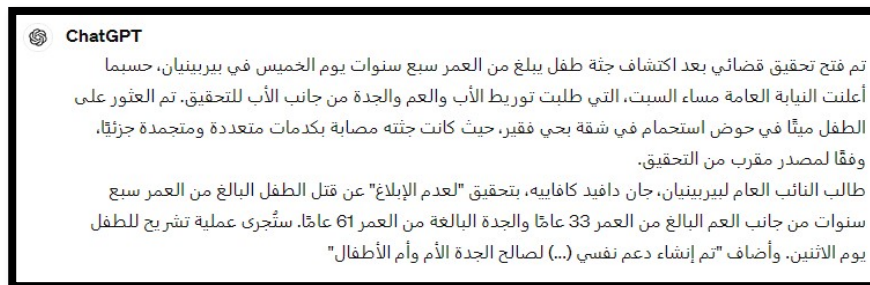 ChatGPT
تم فتح تحقيق قضائي بعد اكتشاف جثة طفل يبلغ من العمر سبع سنوات يوم الخميس في بيربينيان، حسبما
أعلنت النيابة العامة مساء السبت، التي طلبت توريط الأب والعم والجدة من جانب الأب للتحقيق. تم العثور على
الطفل ميتًا في حوض استحمام في شقة بحي فقير، حيث كانت جثته مصابة بكدمات متعددة ومتجمدة جزئيًا،
وفقًا لمصدر مقرب من التحقيق.
طالب النائب العام لبيربينيان، جان دافيد كافاييه، بتحقيق "لعدم الإبلاغ" عن قتل الطفل البالغ من العمر سبع
سنوات من جانب العم البالغ من العمر 33 عامًا والجدة البالغة من العمر 61 عامًا. ستُجرى عملية تشريح للطفل
يوم الاثنين. وأضاف "تم إنشاء دعم نفسي (...) لصالح الجدة الأم وأم الأطفال"